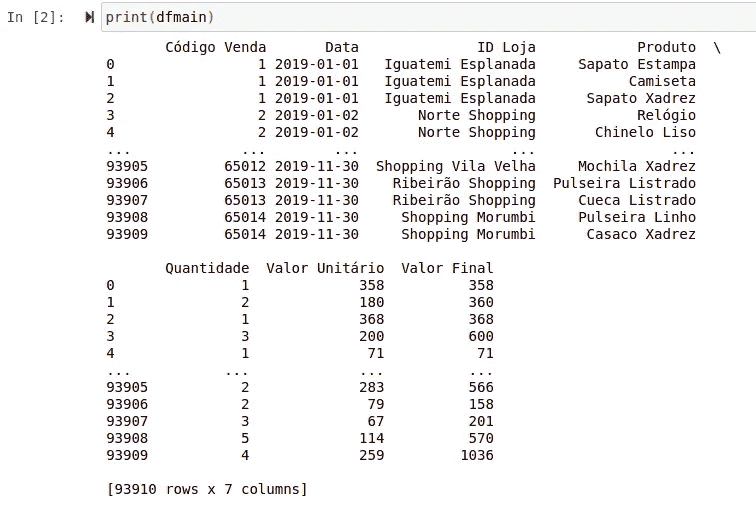 In [2]: print(dfmain)
Código Venda Data ID Loja Produto \
0 1 2019-01-01 Iguatemi Esplanada Sapato Estampa
1 1 2019-01-01 Iguatemi Esplanada Camiseta
2 1 2019-01-01 Iguatemi Esplanada Sapato Xadrez
3 2 2019-01-02 Norte Shopping Relógio
4 2 2019-01-02 Norte Shopping Chinelo Liso
... ... ... ... ...
93905 65012 2019-11-30 Shopping Vila Velha Mochila Xadrez
93906 65013 2019-11-30 Ribeirão Shopping Pulseira Listrado
93907 65013 2019-11-30 Ribeirão Shopping Cueca Listrado
93908 65014 2019-11-30 Shopping Morumbi Pulseira Linho
93909 65014 2019-11-30 Shopping Morumbi Casaco Xadrez
Quantidade Valor Unitário Valor Final
0 1 358 358
1 2 180 360
2 1 368 368
3 3 200 600
4 1 71 71
... ... ... ...
93905 2 283 566
93906 2 79 158
93907 3 67 201
93908 5 114 570
93909 4 259 1036
[93910 rows x 7 columns]